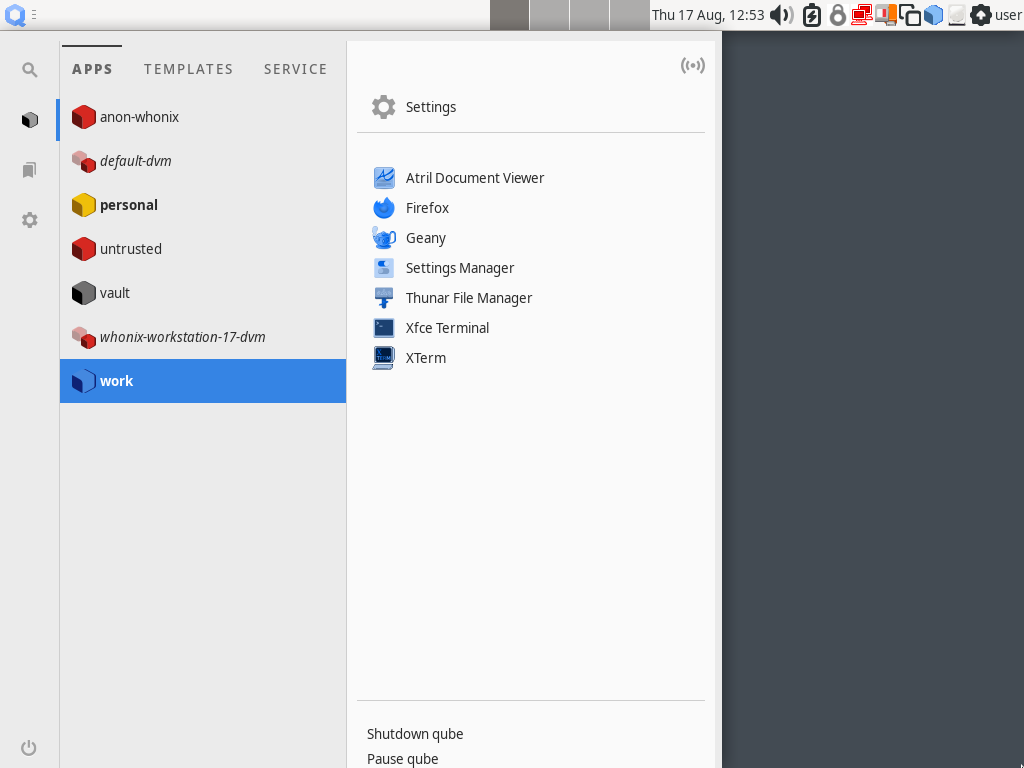 Thu 17 Aug, 12:53 user
APPS TEMPLATES SERVICE
anon-whonix
default-dvm
personal
untrusted
vault
whonix-workstation-17-dvm
work
Settings
Atril Document Viewer
Firefox
Geany
Settings Manager
Thunar File Manager
Xfce Terminal
XTerm
Shutdown qube
Pause qube